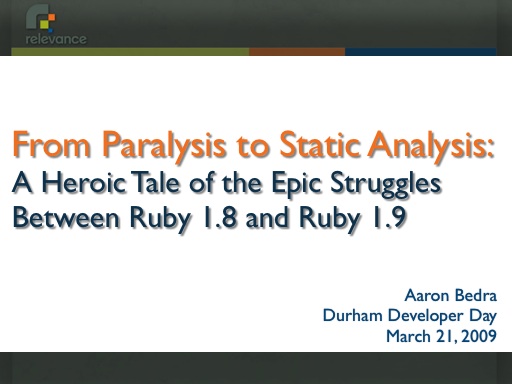 relevance
From Paralysis to Static Analysis:
A Heroic Tale of the Epic Struggles
Between Ruby 1.8 and Ruby 1.9
Aaron Bedra
Durham Developer Day
March 21, 2009